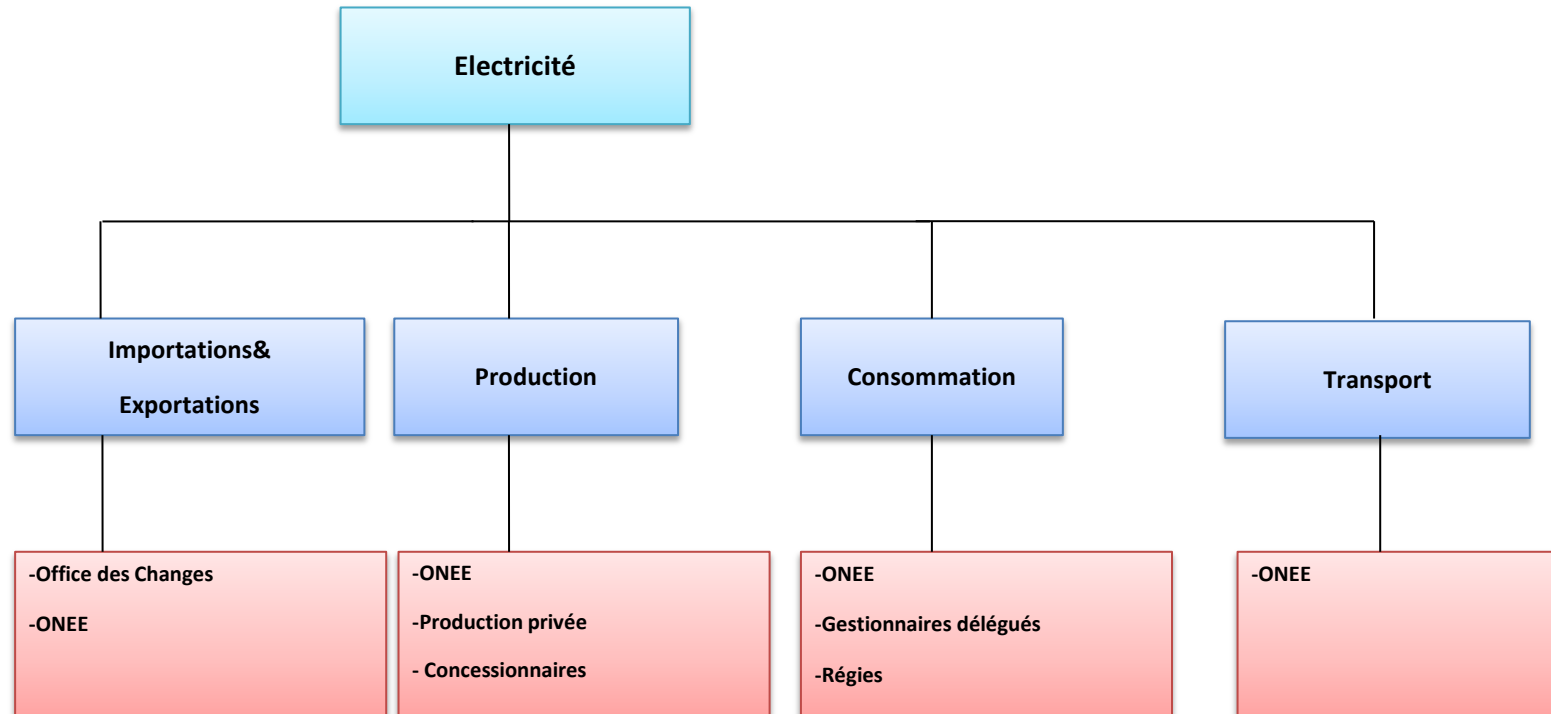 Electricité
Importations&
Exportations
Production
Consommation
Transport
-Office des Changes
-ONEE
-ONEE
-Production privée
- Concessionnaires
-ONEE
-Gestionnaires délégués
-Régies
-ONEE